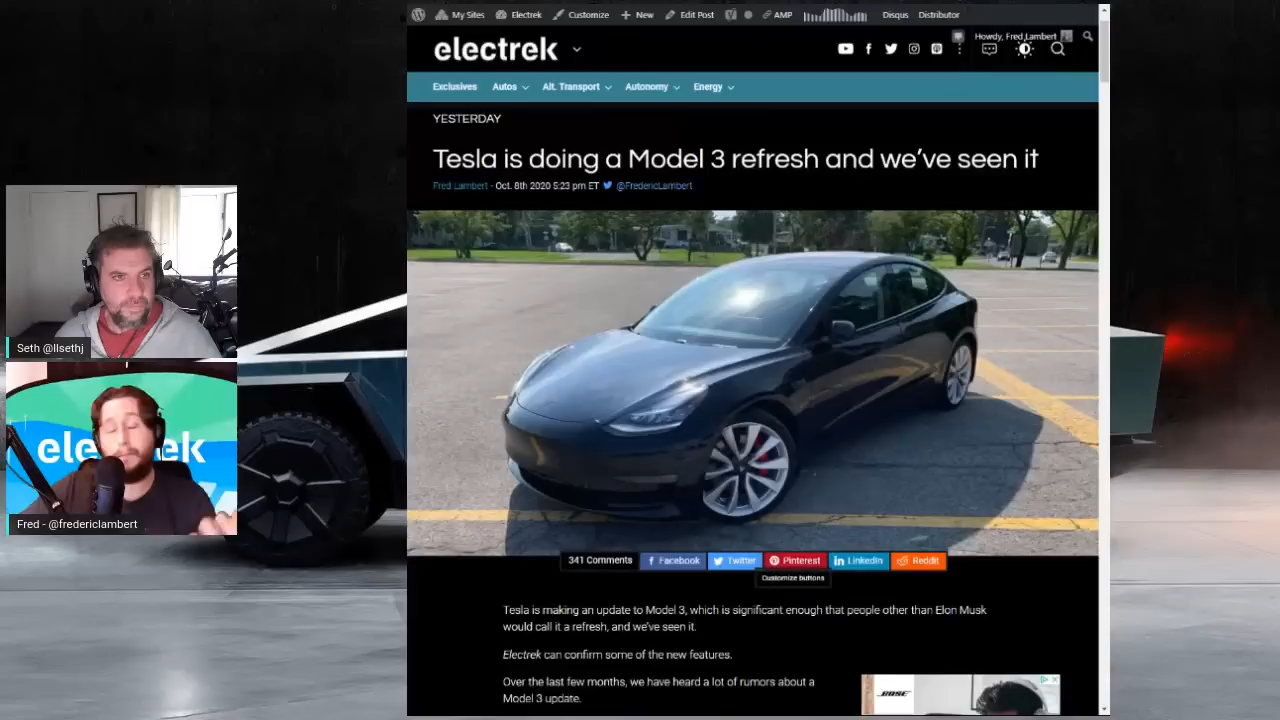 My Sites Electrek Customize New Edit Post AMP Disqus Distributor
Howdy, Fred Lambert
electrek
Exclusives Autos Alt. Transport Autonomy Energy
YESTERDAY
Tesla is doing a Model 3 refresh and we've seen it
Fred Lambert - Oct. 8th 2020 5:23 pm ET @FredericLambert
Seth @llsethj
ele ek
Fred - @fredericlambert
341 Comments Facebook Twitter Pinterest LinkedIn Reddit
Customize buttons
Tesla is making an update to Model 3, which is significant enough that people other than Elon Musk
would call it a refresh, and we've seen it.
Electrek can confirm some of the new features.
Over the last few months, we have heard a lot of rumors about a
Model 3 update.
BOSE